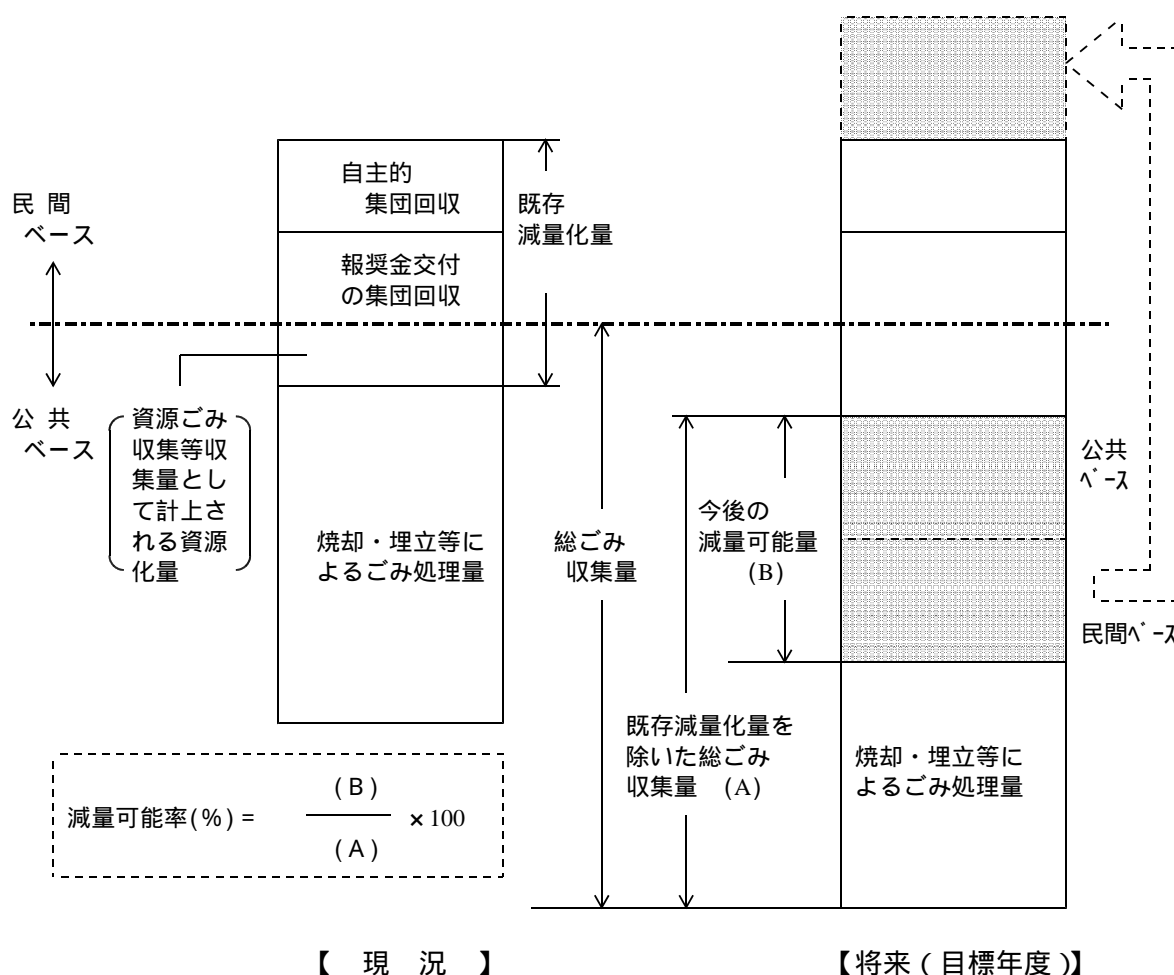 民 間
ベース
公 共
ベース
自主的
集団回収
報奨金交付
の集団回収
既存
減量化量
資源ごみ
収集等収
集量とし
て計上さ
れる資源
化量
焼却・埋立等に
よるごみ処理量
総ごみ
収集量
今後の
減量可能量
(B)
既存減量化量を
除いた総ごみ
収集量 (A)
公共
ベース
民間ベース
焼却・埋立等に
よるごみ処理量
減量可能率(%) =
(B)
(A)
×100
【 現 況 】
【将来(目標年度)】